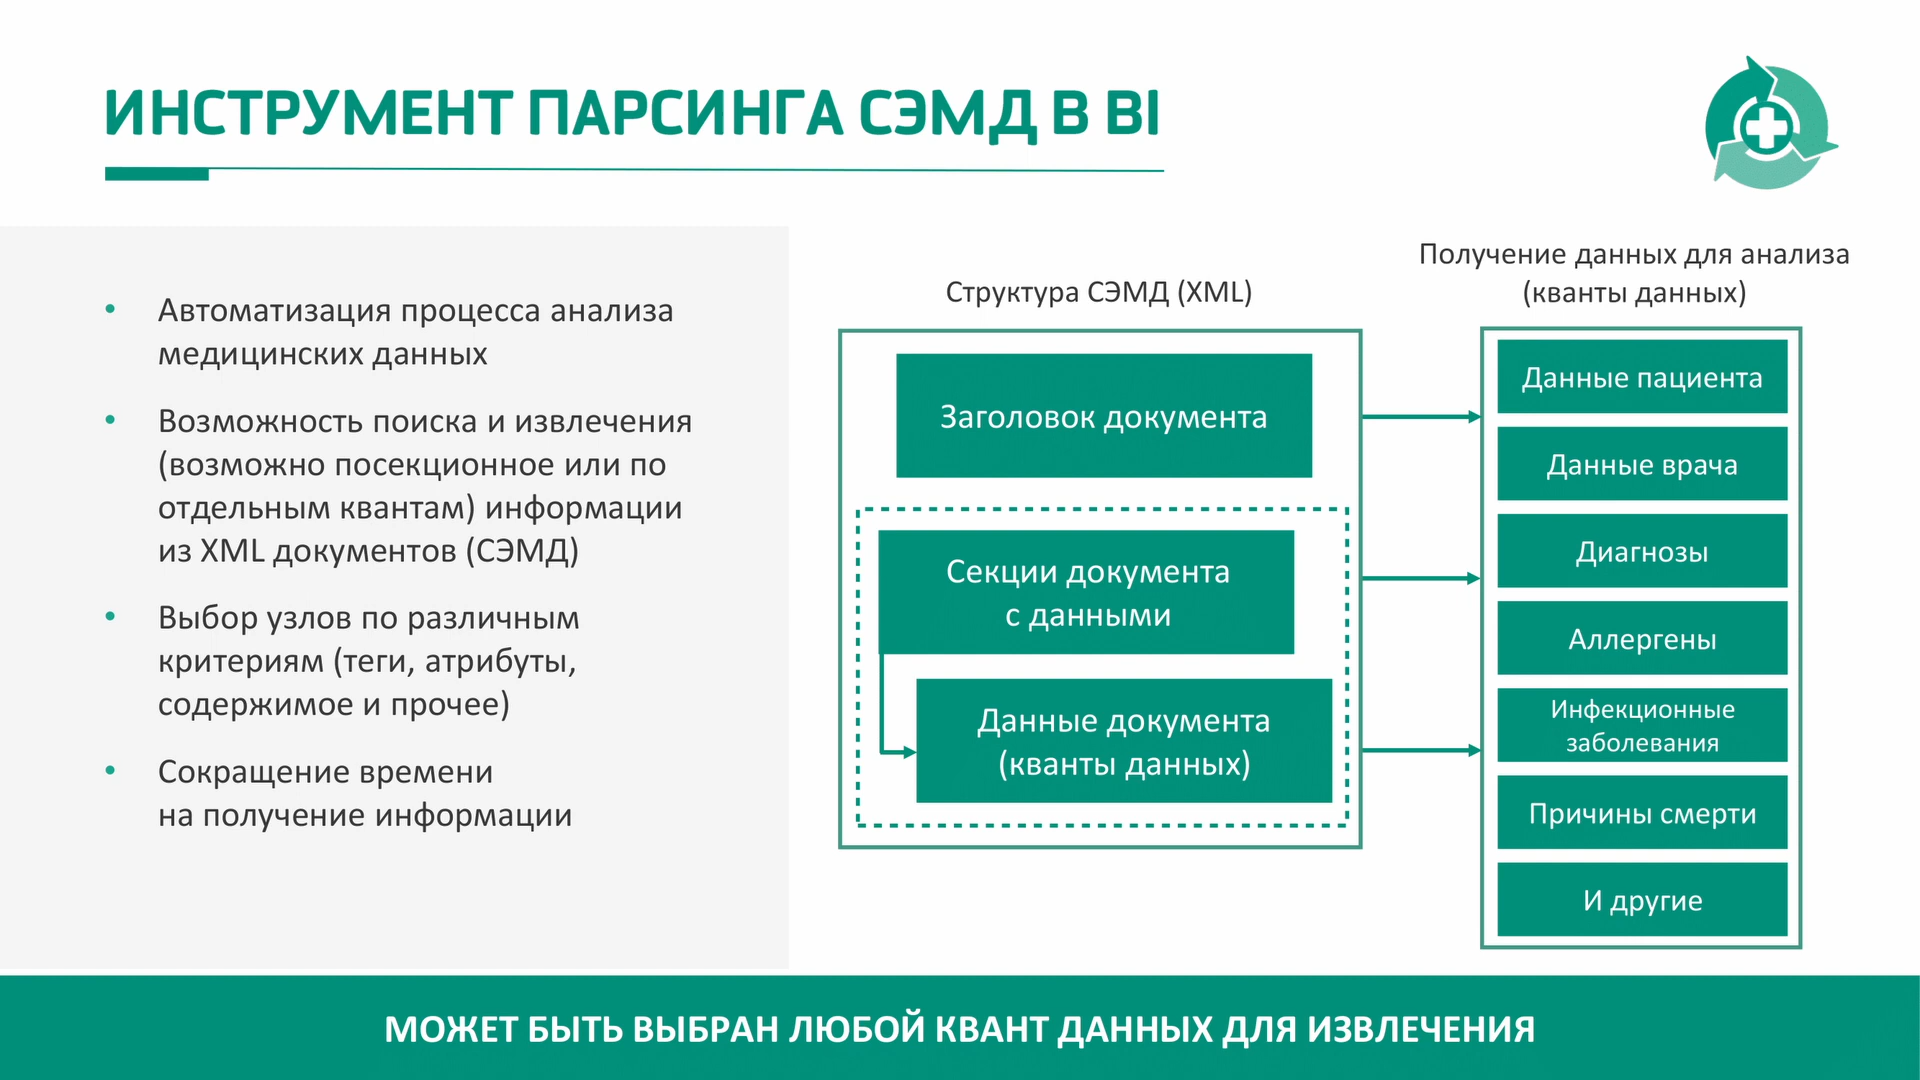 ИНСТРУМЕНТ ПАРСИНГА СЭМД В BI
• Автоматизация процесса анализа
медицинских данных
• Возможность поиска и извлечения
(возможно посекционное или по
отдельным квантам) информации
из XML документов (СЭМД)
• Выбор узлов по различным
критериям (теги, атрибуты,
содержимое и прочее)
• Сокращение времени
на получение информации
Структура СЭМД (XML)
Заголовок документа
Секции документа
с данными
Данные документа
(кванты данных)
Получение данных для анализа
(кванты данных)
Данные пациента
Данные врача
Диагнозы
Аллергены
Инфекционные
заболевания
Причины смерти
И другие
МОЖЕТ БЫТЬ ВЫБРАН ЛЮБОЙ КВАНТ ДАННЫХ ДЛЯ ИЗВЛЕЧЕНИЯ